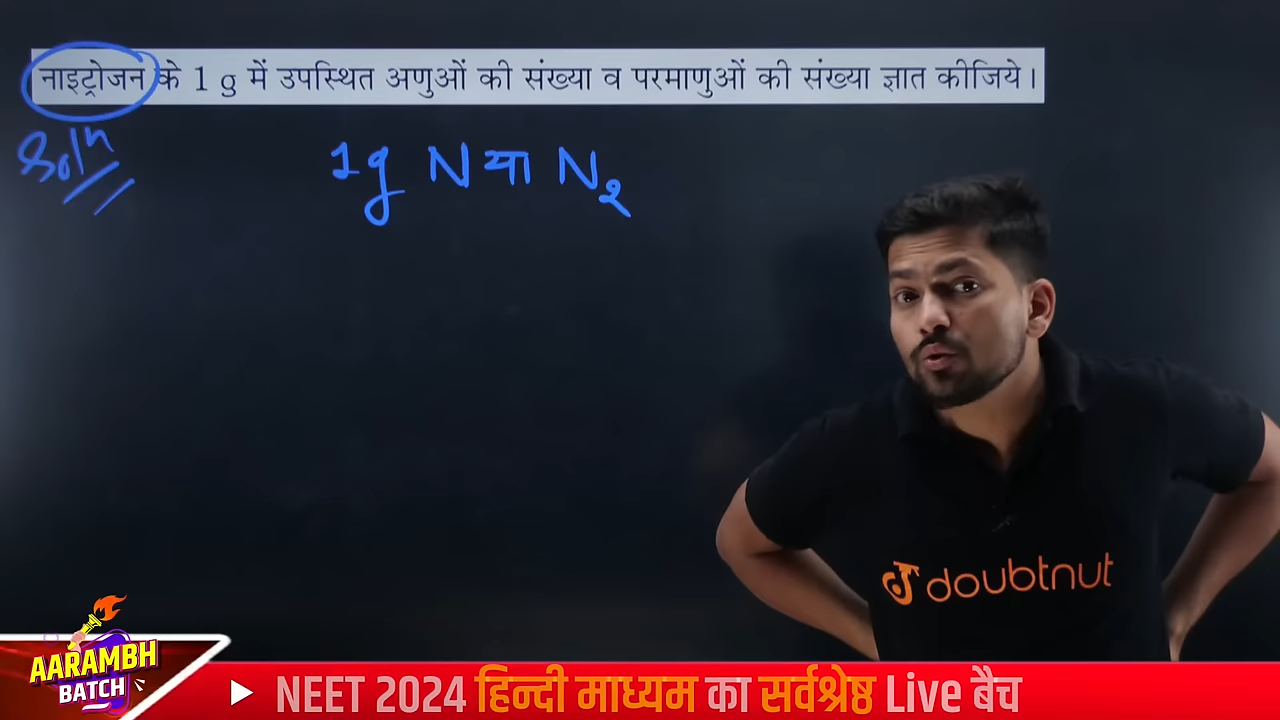 नाइट्रोजन के 1 g में उपस्थित अणुओं की संख्या व परमाणुओं की संख्या ज्ञात कीजिये।
Solⁿ
1g N या N₂
doubtnut
AARAMBH
BATCH
NEET 2024 हिन्दी माध्यम का सर्वश्रेष्ठ Live बैच